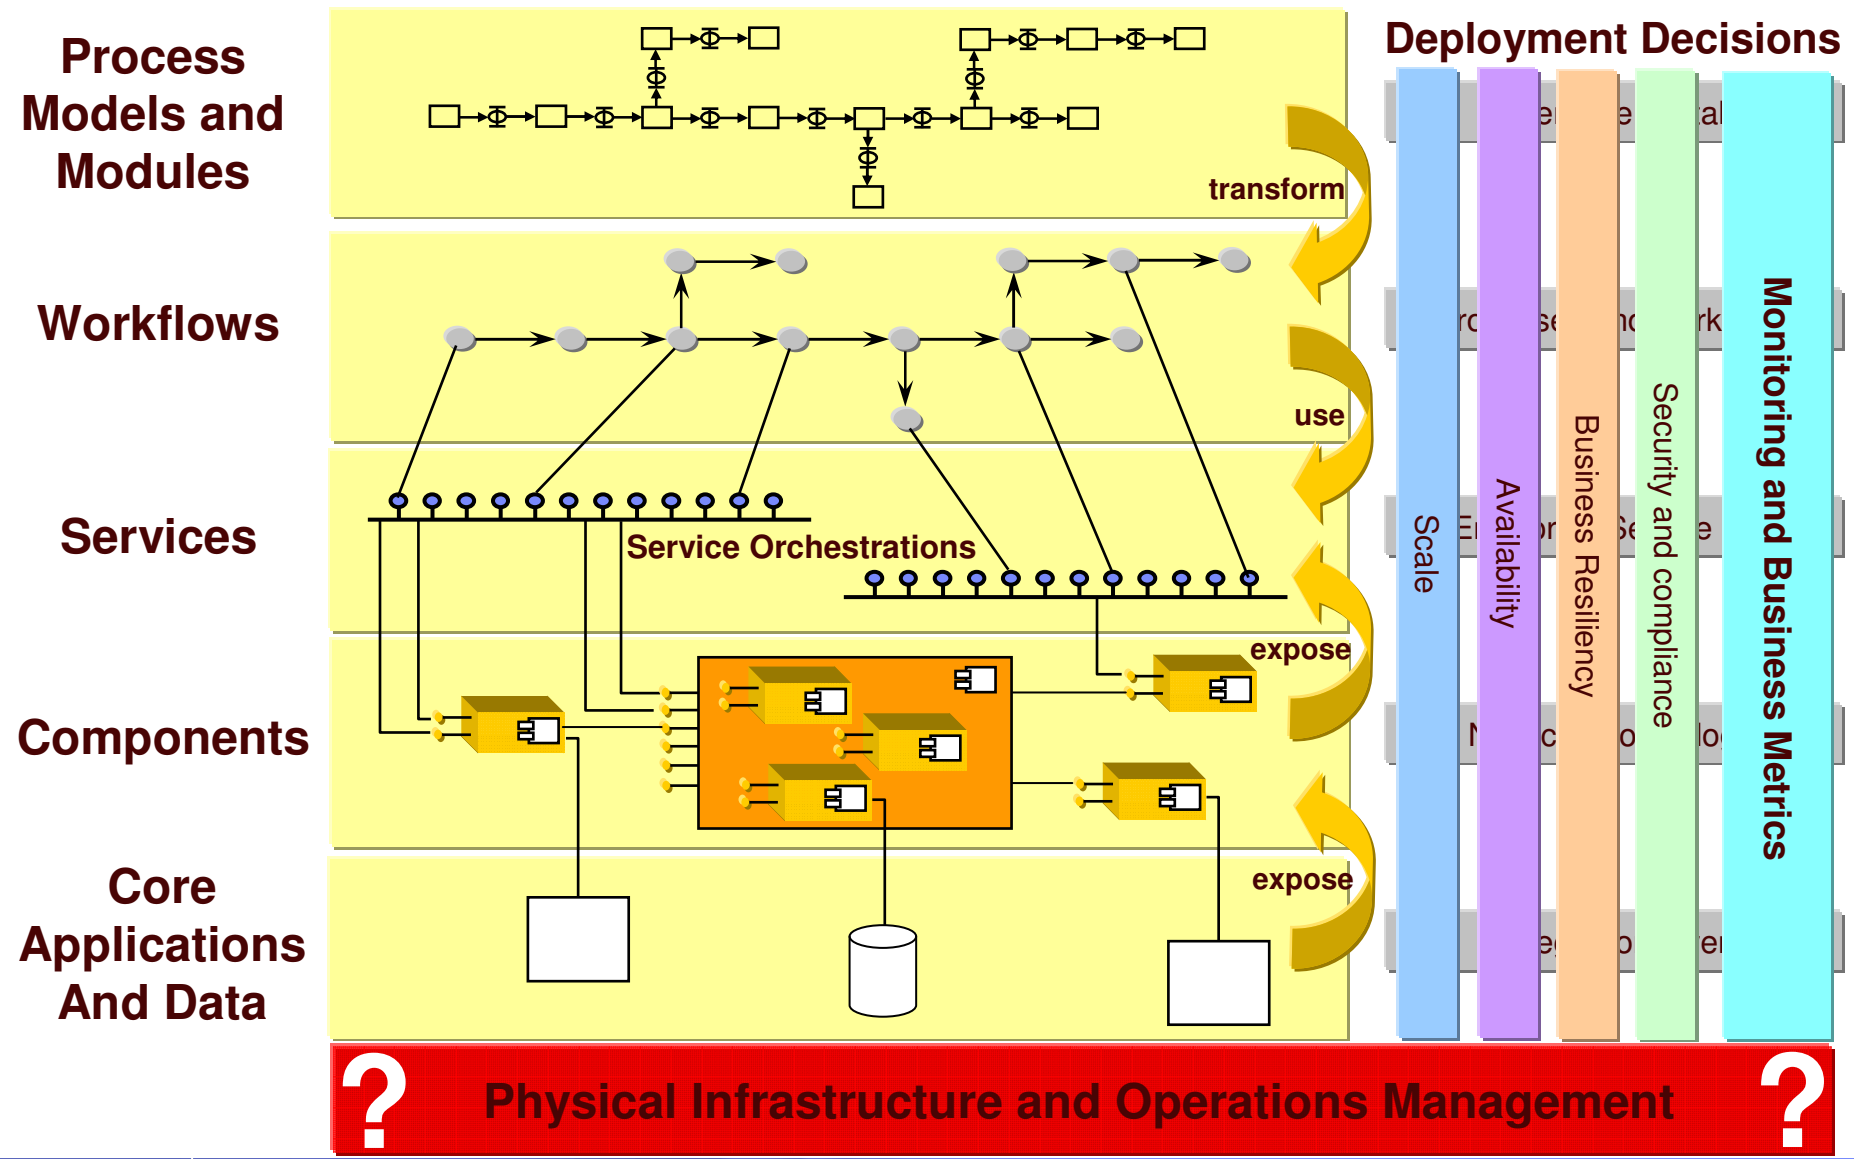 Process
Models and
Modules
Deployment Decisions
transform
Workflows
use
Services
Service Orchestrations
expose
Components
Core
Applications
And Data
expose
Scale
Availability
Business Resiliency
Security and compliance
Monitoring and Business Metrics
? Physical Infrastructure and Operations Management ?